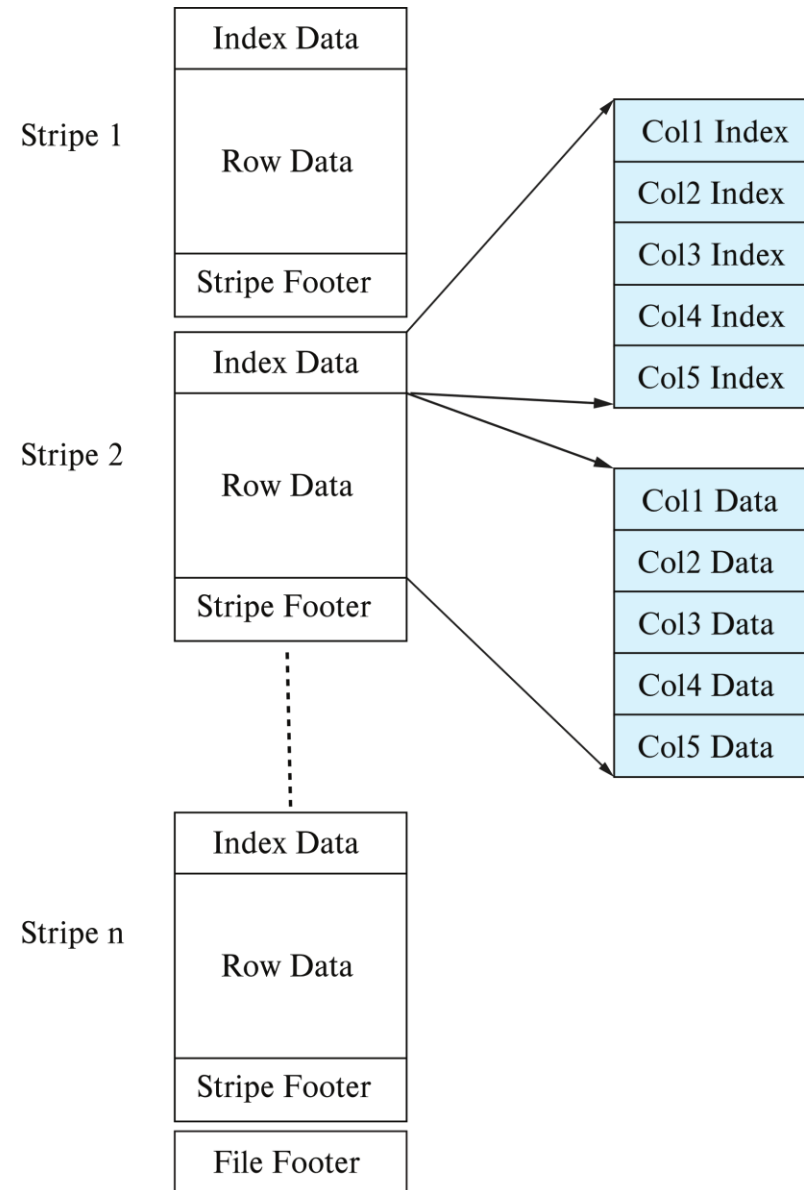 Index Data
Stripe 1
Row Data
Stripe Footer
Index Data
Stripe 2
Row Data
Stripe Footer
Col1 Index
Col2 Index
Col3 Index
Col4 Index
Col5 Index
Col1 Data
Col2 Data
Col3 Data
Col4 Data
Col5 Data
Index Data
Stripe n
Row Data
Stripe Footer
File Footer